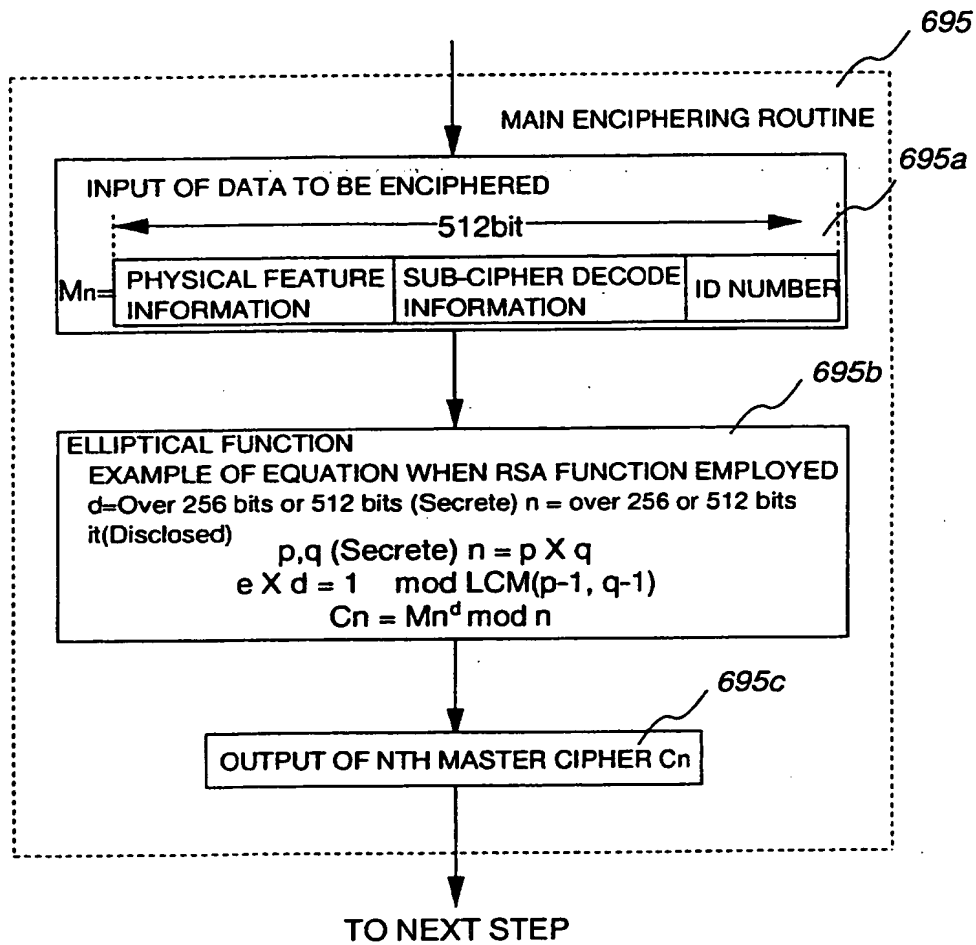 695
MAIN ENCIPHERING ROUTINE
695a
INPUT OF DATA TO BE ENCIPHERED
512bit
Mn=
PHYSICAL FEATURE
INFORMATION
SUB-CIPHER DECODE
INFORMATION
ID NUMBER
695b
ELLIPTICAL FUNCTION
EXAMPLE OF EQUATION WHEN RSA FUNCTION EMPLOYED
d=Over 256 bits or 512 bits (Secrete) n = over 256 or 512 bits
it(Disclosed)
p,q (Secrete) n = p X q
e X d = 1 mod LCM(p-1, q-1)
Cn = Mn^d mod n
695c
OUTPUT OF NTH MASTER CIPHER Cn
TO NEXT STEP